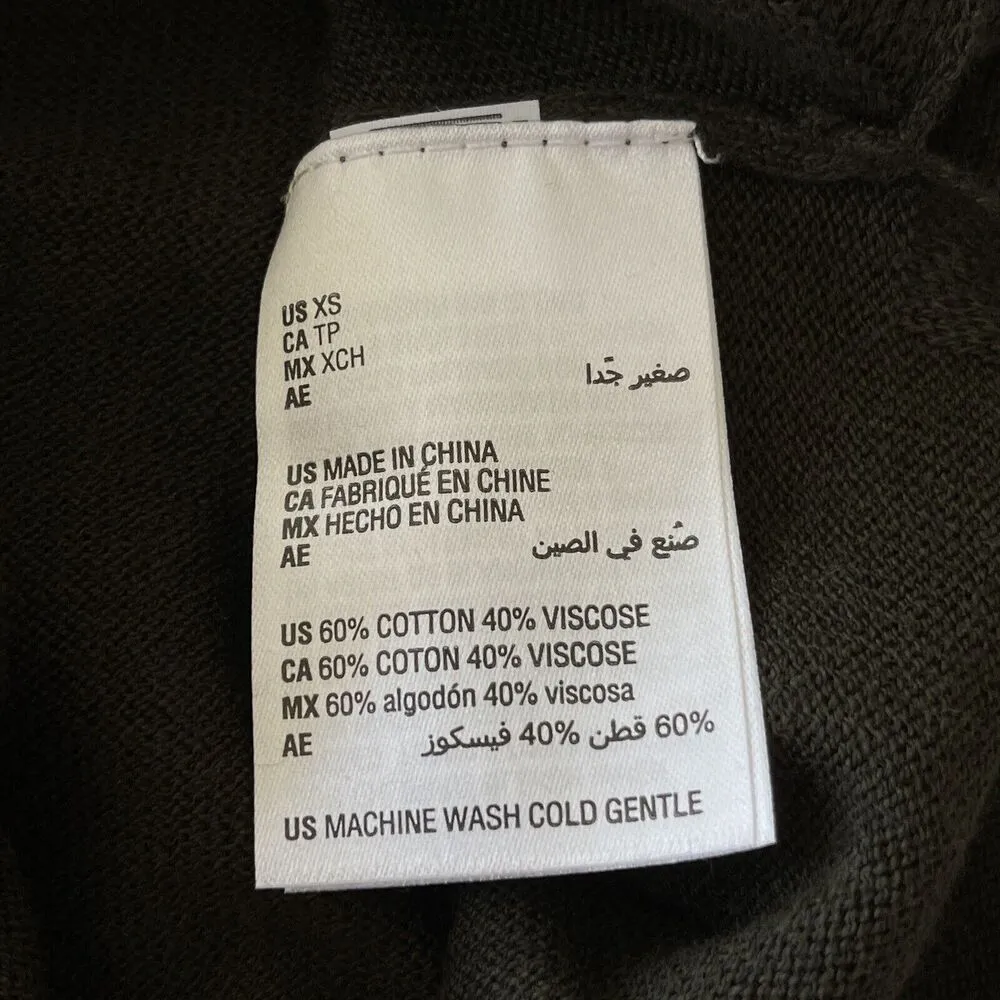 US XS
CA TP
MX XCH
AE صغير جّدا
US MADE IN CHINA
CA FABRIQUÉ EN CHINE
MX HECHO EN CHINA
AE صُنع في الصين
US 60% COTTON 40% VISCOSE
CA 60% COTON 40% VISCOSE
MX 60% algodón 40% viscosa
AE 60% قطن 40% فيسكوز
US MACHINE WASH COLD GENTLE